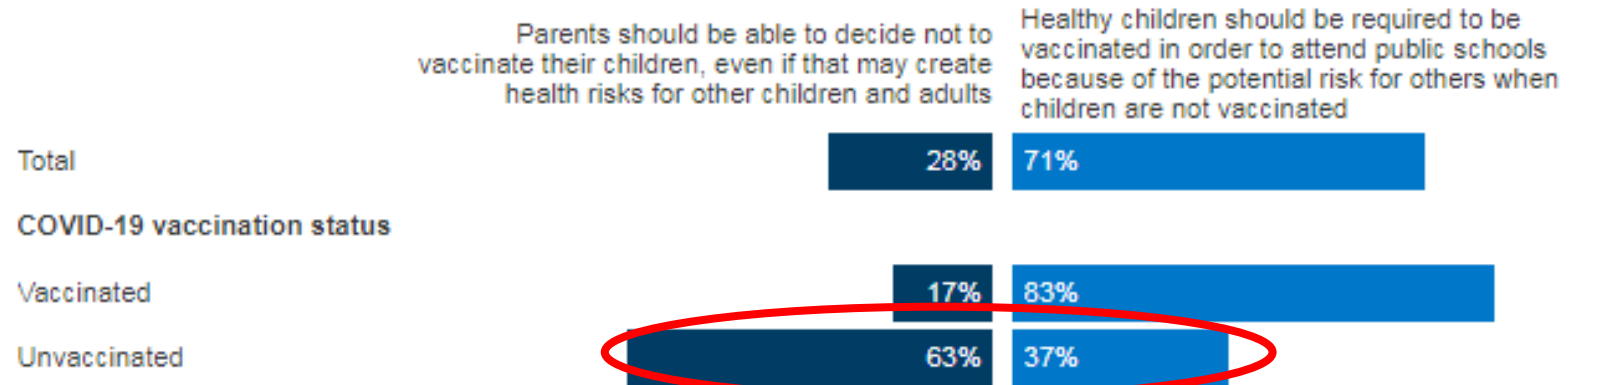 Parents should be able to decide not to
vaccinate their children, even if that may create
health risks for other children and adults
Healthy children should be required to be
vaccinated in order to attend public schools
because of the potential risk for others when
children are not vaccinated
Total 28% 71%
COVID-19 vaccination status
Vaccinated 17% 83%
Unvaccinated 63% 37%